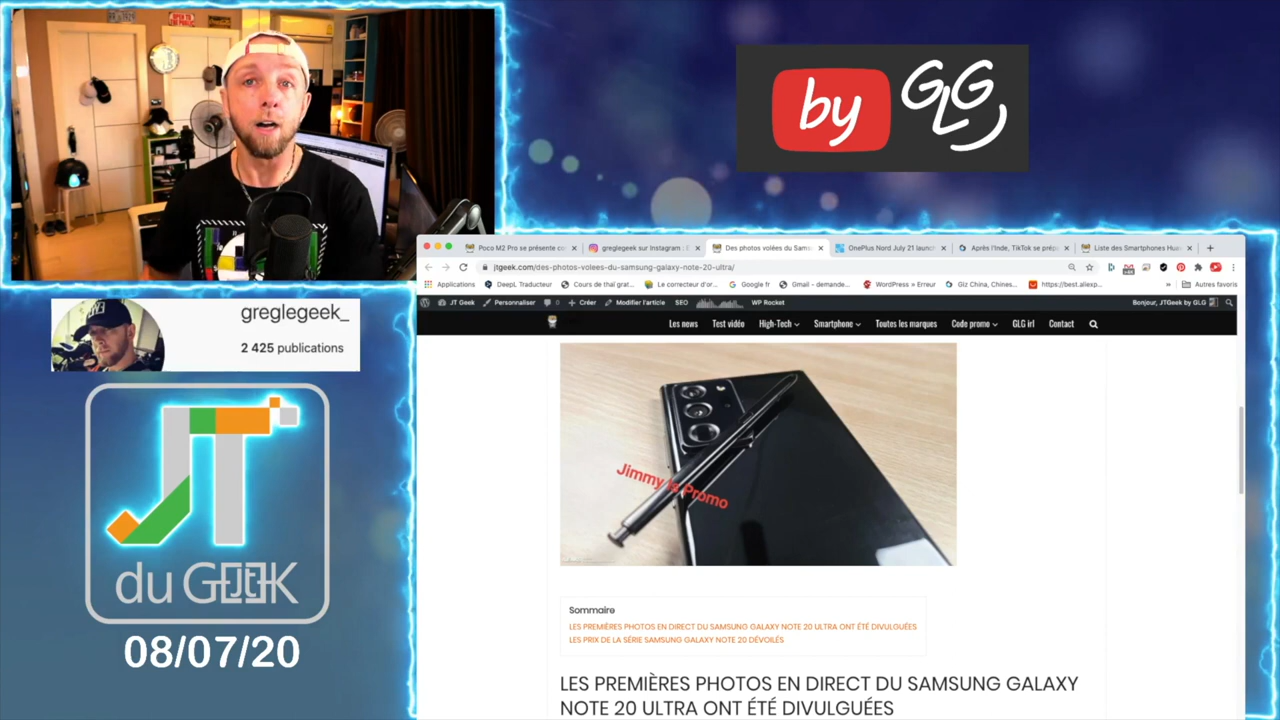 by GLG
greglegeek_
2 425 publications
JT
du GEEK
08/07/20
Poco M2 Pro se présente co
greglegeek sur Instagram : E
Des photos volées du Sams
OnePlus Nord July 21 launch
Après l'Inde, TikTok se prép
Liste des Smartphones Hua
jtgeek.com/des-photos-volees-du-samsung-galaxy-note-20-ultra/
Applications
DeepL Traducteur
Cours de thaï grat...
Le correcteur d'or...
Google fr
Gmail - demande...
WordPress » Erreur
Giz China, Chines...
https://best.aliexp...
Autres favoris
JT Geek
Personnaliser
0
Créer
Modifier l'article
SEO
WP Rocket
Bonjour, JTGeek by GLG
Les news
Test vidéo
High-Tech
Smartphone
Toutes les marques
Code promo
GLG irl
Contact
Jimmy is Promo
Sommaire
LES PREMIÈRES PHOTOS EN DIRECT DU SAMSUNG GALAXY NOTE 20 ULTRA ONT ÉTÉ DIVULGUÉES
LES PRIX DE LA SÉRIE SAMSUNG GALAXY NOTE 20 DÉVOILÉS
LES PREMIÈRES PHOTOS EN DIRECT DU SAMSUNG GALAXY
NOTE 20 ULTRA ONT ÉTÉ DIVULGUÉES